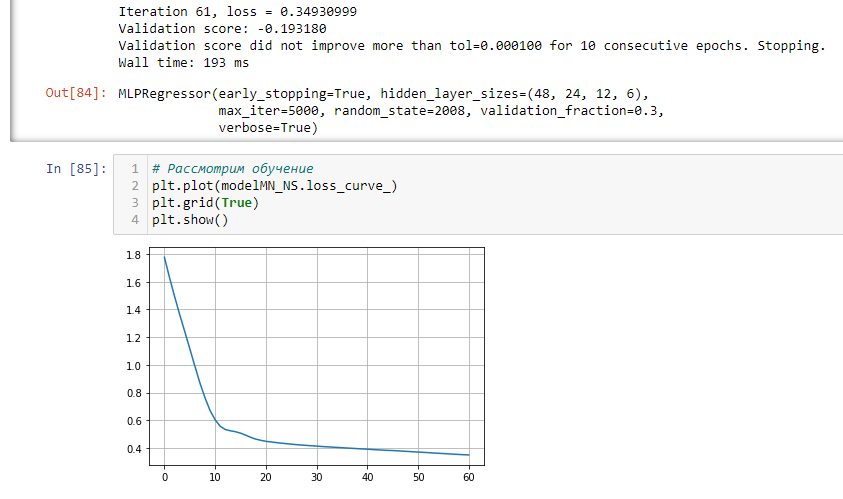 Iteration 61, loss = 0.34930999
Validation score: -0.193180
Validation score did not improve more than tol=0.000100 for 10 consecutive epochs. Stopping.
Wall time: 193 ms
Out[84]: MLPRegressor(early_stopping=True, hidden_layer_sizes=(48, 24, 12, 6),
max_iter=5000, random_state=2008, validation_fraction=0.3,
verbose=True)
In [85]: 1 # Рассмотрим обучение
2 plt.plot(modelMN_NS.loss_curve_)
3 plt.grid(True)
4 plt.show()
1.8
1.6
1.4
1.2
1.0
0.8
0.6
0.4
0 10 20 30 40 50 60